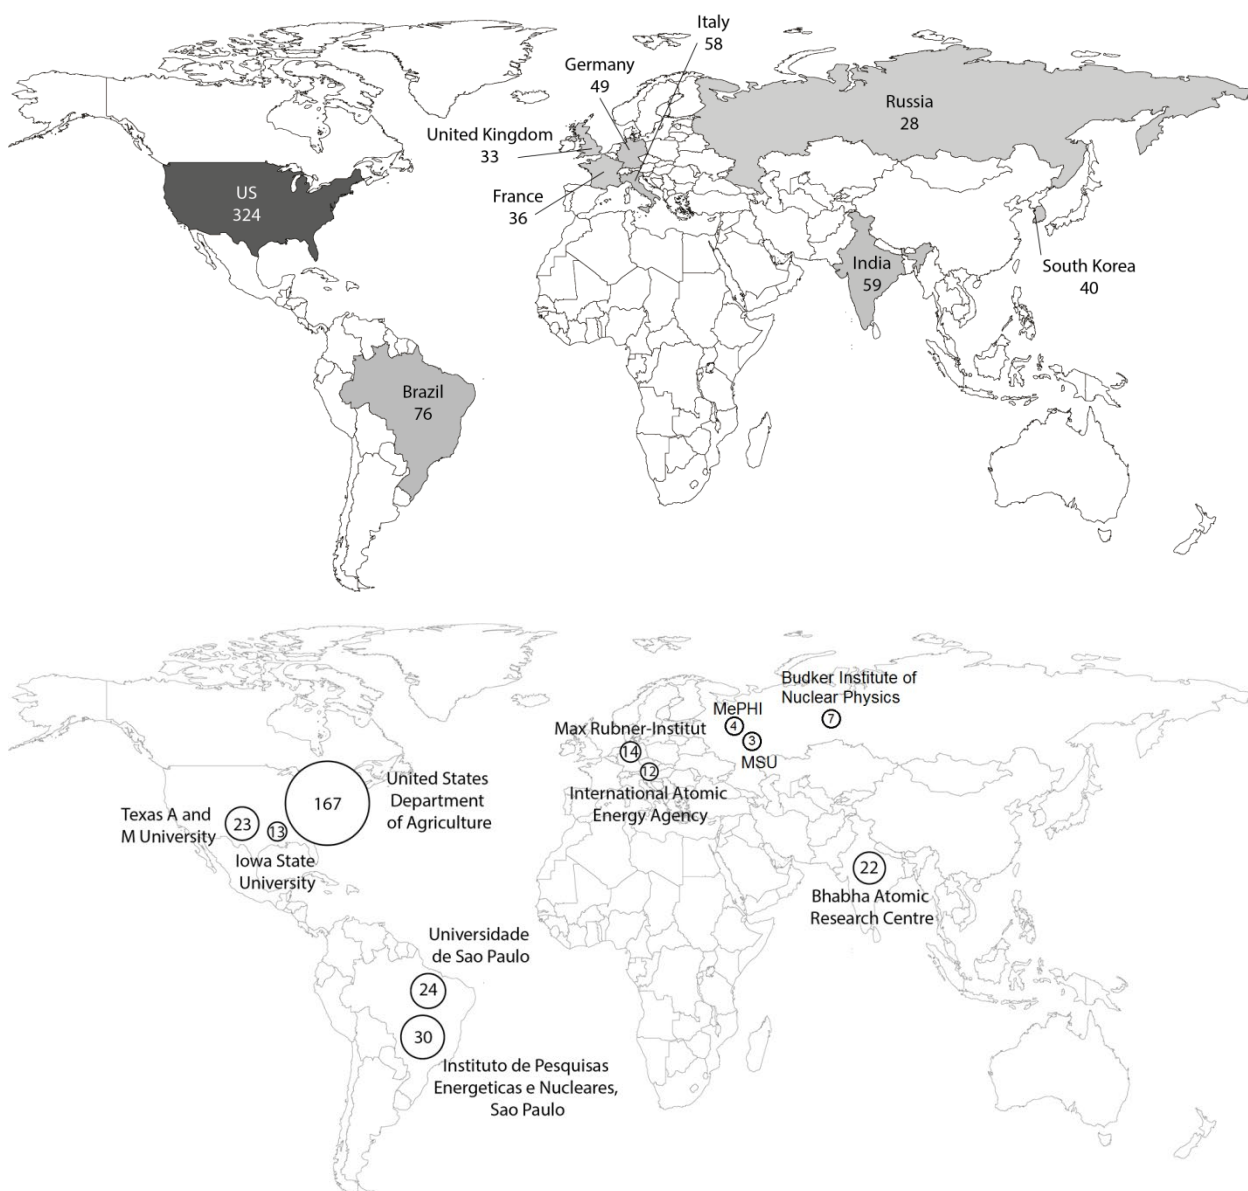 Italy
58
Germany
49
United Kingdom
33
France
36
Russia
28
US
324
India
59
South Korea
40
Brazil
76
Budker Institute of
Nuclear Physics
7
MePHI
4
3
MSU
Max Rubner-Institut
14
12
International Atomic
Energy Agency
United States
Department
of Agriculture
167
Texas A and
M University
23
13
Iowa State
University
22
Bhabha Atomic
Research Centre
Universidade
de Sao Paulo
24
30
Instituto de Pesquisas
Energeticas e Nucleares,
Sao Paulo